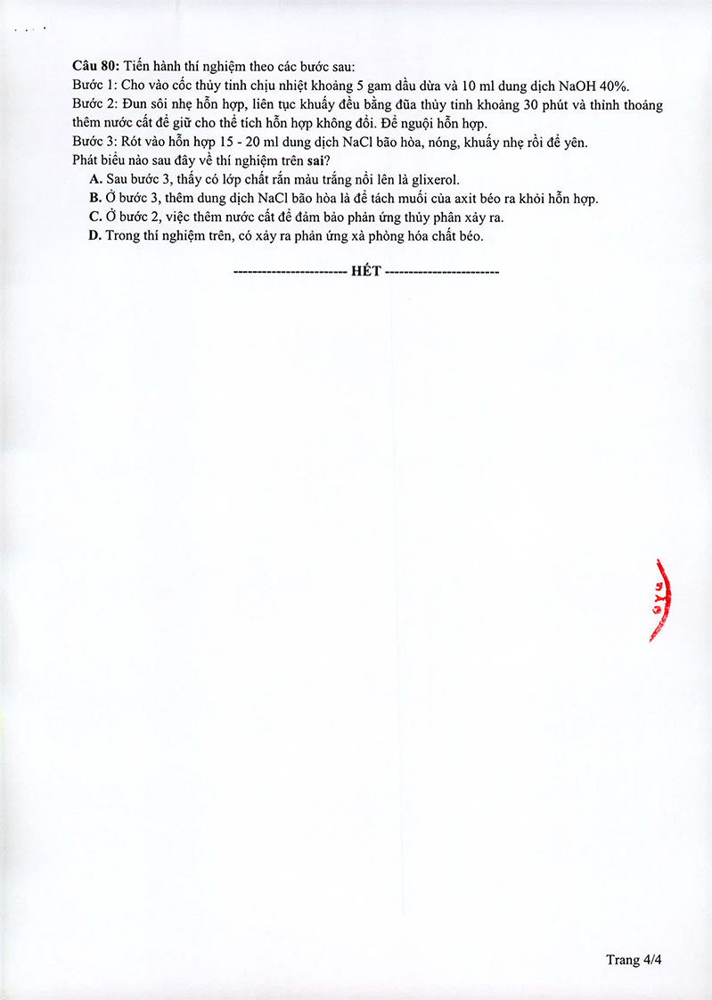 Câu 80: Tiến hành thí nghiệm theo các bước sau:
Bước 1: Cho vào cốc thủy tinh chịu nhiệt khoảng 5 gam dầu dừa và 10 ml dung dịch NaOH 40%.
Bước 2: Đun sôi nhẹ hỗn hợp, liên tục khuấy đều bằng đũa thủy tinh khoảng 30 phút và thỉnh thoảng
thêm nước cất để giữ cho thể tích hỗn hợp không đổi. Để nguội hỗn hợp.
Bước 3: Rót vào hỗn hợp 15 - 20 ml dung dịch NaCl bão hòa, nóng, khuấy nhẹ rồi để yên.
Phát biểu nào sau đây về thí nghiệm trên sai?
A. Sau bước 3, thấy có lớp chất rắn màu trắng nổi lên là glixerol.
B. Ở bước 3, thêm dung dịch NaCl bão hòa là để tách muối của axit béo ra khỏi hỗn hợp.
C. Ở bước 2, việc thêm nước cất để đảm bảo phản ứng thủy phân xảy ra.
D. Trong thí nghiệm trên, có xảy ra phản ứng xà phòng hóa chất béo.
------------------------ HẾT ------------------------
Trang 4/4